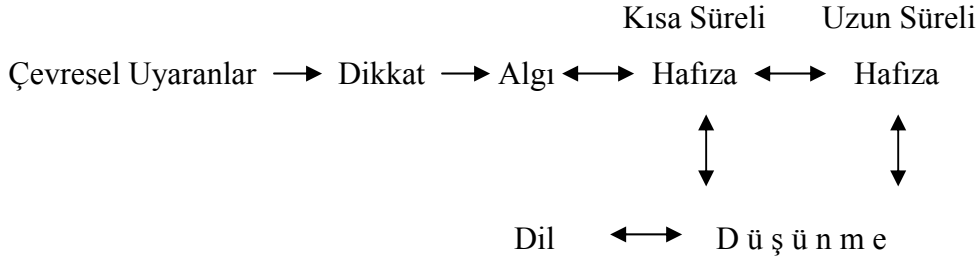 Kısa Süreli Uzun Süreli
Çevresel Uyaranlar Dikkat Algı Hafıza Hafıza
Dil D ü ş ü n m e